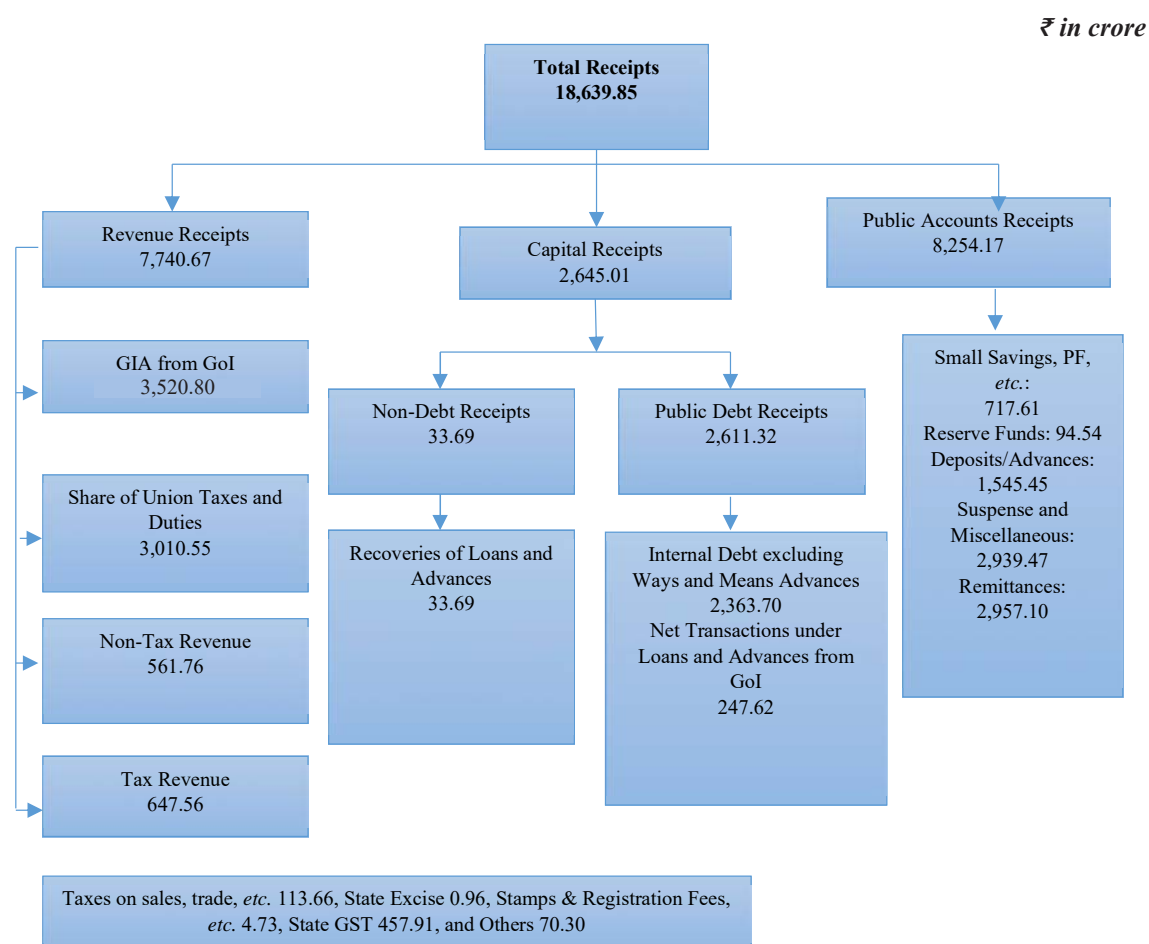 ₹ in crore
Total Receipts
18,639.85
Revenue Receipts
7,740.67
Capital Receipts
2,645.01
Public Accounts Receipts
8,254.17
GIA from GoI
3,520.80
Share of Union Taxes and
Duties
3,010.55
Non-Tax Revenue
561.76
Tax Revenue
647.56
Non-Debt Receipts
33.69
Recoveries of Loans and
Advances
33.69
Public Debt Receipts
2,611.32
Internal Debt excluding
Ways and Means Advances
2,363.70
Net Transactions under
Loans and Advances from
GoI
247.62
Small Savings, PF,
etc.:
717.61
Reserve Funds: 94.54
Deposits/Advances:
1,545.45
Suspense and
Miscellaneous:
2,939.47
Remittances:
2,957.10
Taxes on sales, trade, etc. 113.66, State Excise 0.96, Stamps & Registration Fees,
etc. 4.73, State GST 457.91, and Others 70.30